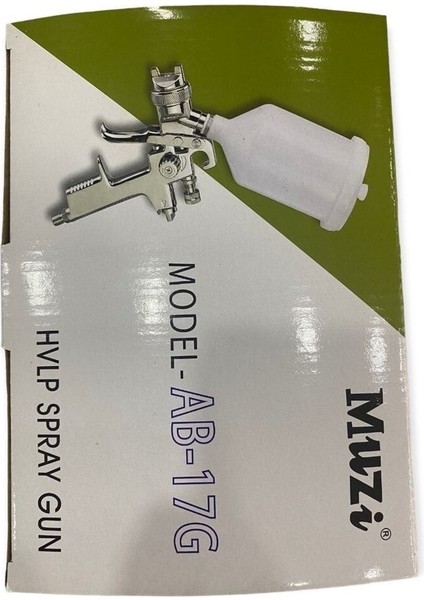 Muzi®
MODEL-AB-17G
HVLP SPRAY GUN